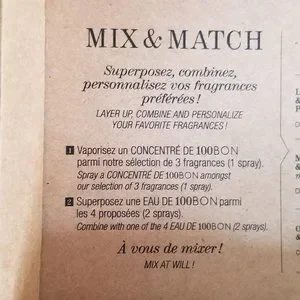 MIX & MATCH
Superposez, combinez,
personnalisez vos fragrances
préférées !
LAYER UP, COMBINE AND PERSONALIZE
YOUR FAVORITE FRAGRANCES !
1 Vaporisez un CONCENTRÉ DE 100BON
parmi notre sélection de 3 fragrances (1 spray).
Spray a CONCENTRÉ DE 100BON amongst
our selection of 3 fragrances (1 spray).
2 Superposez une EAU DE 100BON parmi
les 4 proposées (2 sprays).
Combine with one of the 4 EAU DE 100BON (2 sprays).
À vous de mixer !
MIX AT WILL !